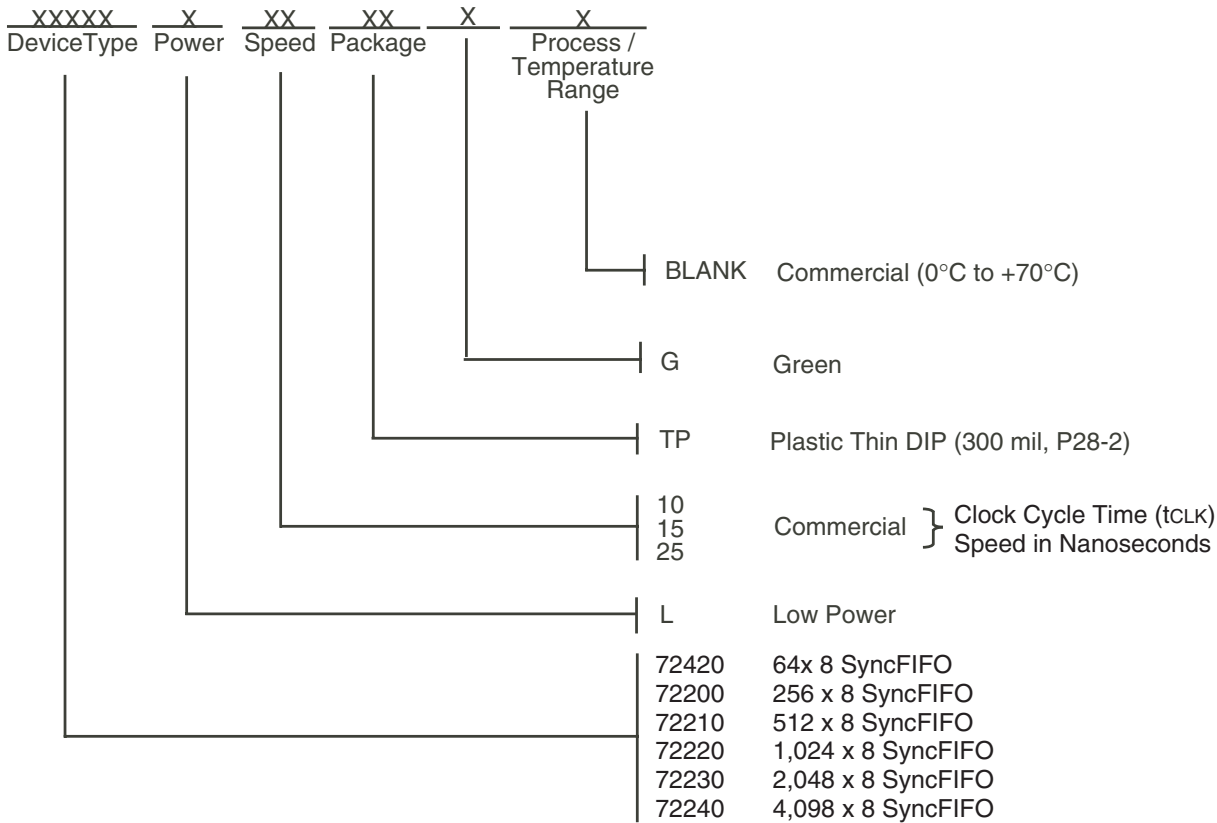 XXXXX X XX XX X X
DeviceType Power Speed Package Process /
Temperature
Range
BLANK Commercial (0°C to +70°C)
G Green
TP Plastic Thin DIP (300 mil, P28-2)
10
15
25
Commercial } Clock Cycle Time (tCLK)
Speed in Nanoseconds
L Low Power
72420 64x 8 SyncFIFO
72200 256 x 8 SyncFIFO
72210 512 x 8 SyncFIFO
72220 1,024 x 8 SyncFIFO
72230 2,048 x 8 SyncFIFO
72240 4,098 x 8 SyncFIFO